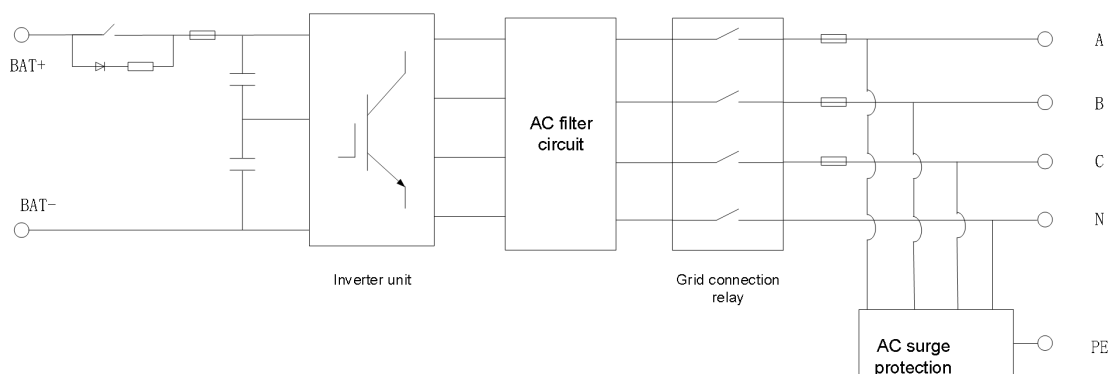 A
BAT+
B
AC filter
circuit
C
BAT-
N
Inverter unit
Grid connection
relay
AC surge
protection
PE